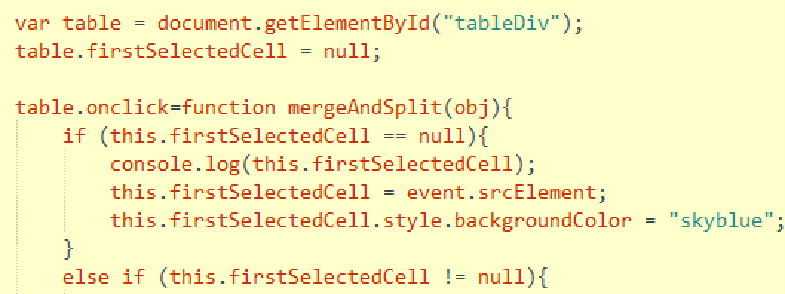 var table = document.getElementById("tableDiv");
table.firstSelectedCell = null;
table.onclick=function mergeAndSplit(obj){
if (this.firstSelectedCell == null){
console.log(this.firstSelectedCell);
this.firstSelectedCell = event.srcElement;
this.firstSelectedCell.style.backgroundColor = "skyblue";
}
else if (this.firstSelectedCell != null){